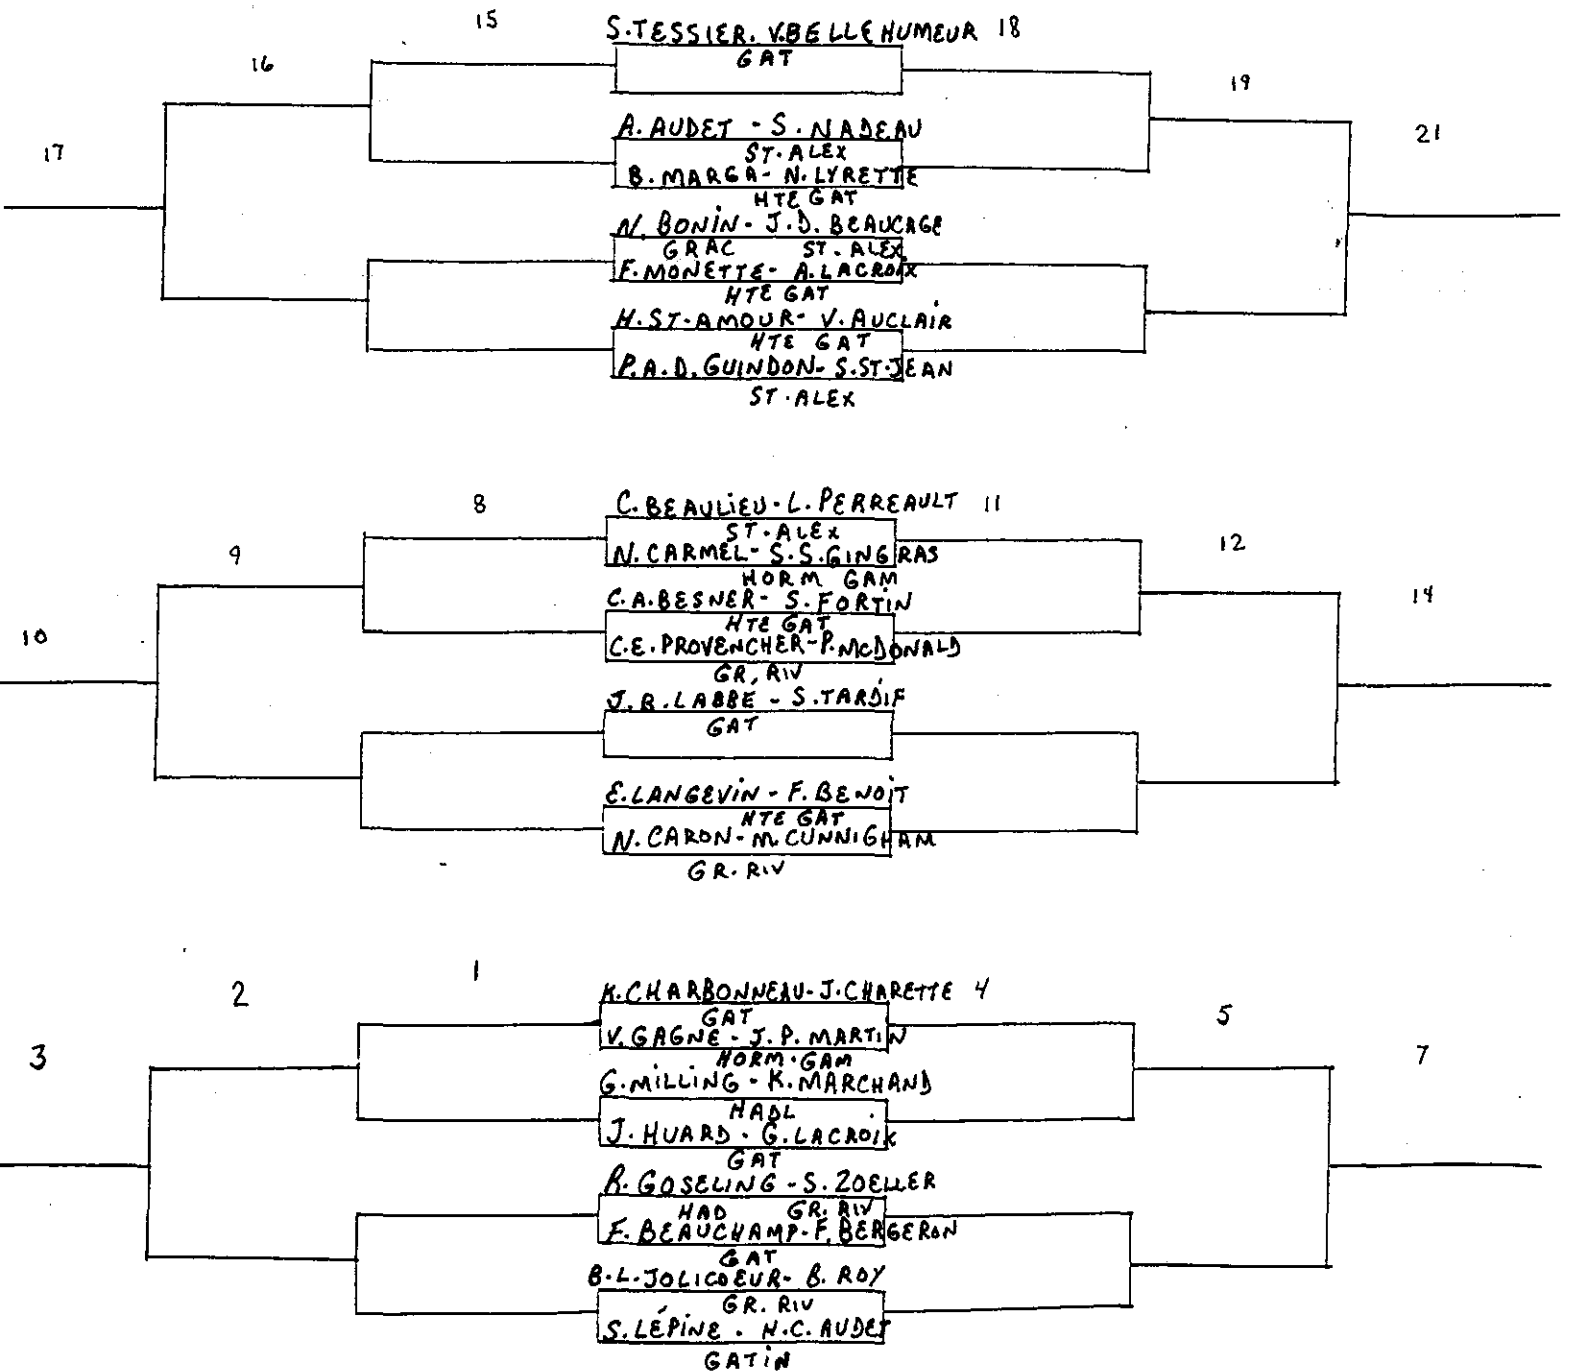 15
S.TESSIER. V.BELLEHUMEUR 18
GAT
16
19
A.AUDET - S.NADEAU
21
17
ST.ALEX
B.MARGA- N.LYRETTE
HTE GAT
N.BONIN- J.D.BEAUCAGE
GRAC ST.ALEX
F.MONETTE- A.LACROIX
HTE GAT
H.ST-AMOUR- V.AUCLAIR
HTE GAT
P.A.D.GUINDON- S.ST-JEAN
ST.ALEX
8
C.BEAULIEU-L.PERREAULT 11
ST.ALEX
9
N.CARMEL- S.S.GINGRAS
12
HORM GAM
C.A.BESNER- S.FORTIN
14
10
HTE GAT
C.E.PROVENCHER-P.McDONALD
GR, RIV
J.R.LABBE - S.TARDIF
GAT
E.LANGEVIN - F.BENOIT
HTE GAT
N.CARON-M.CUNNIGHAM
GR.RIV
1
2
K.CHARBONNEAU-J.CHARETTE 4
GAT
5
V.GAGNE - J.P.MARTIN
3
HORM.GAM
7
G.MILLING - K.MARCHAND
HADL
J.HUARD . G.LACROIX
GAT
R.GOSELING -S.ZOELLER
HAD GR.RIV
F.BEAUCHAMP-F.BERGERON
GAT
B.L.JOLICOEUR- B.ROY
GR.RIV
S.LÉPINE . H.C.AUDET
GATIN